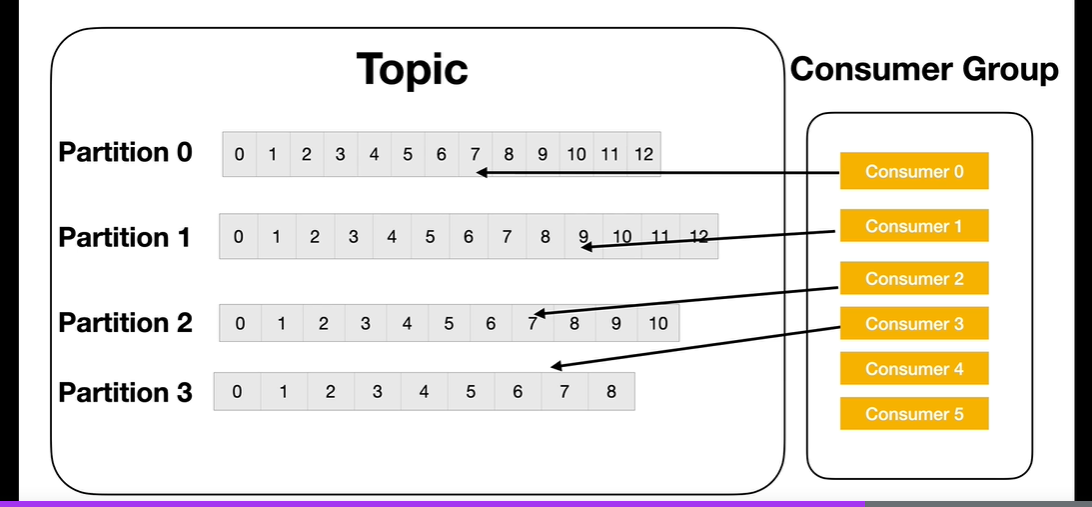 Topic
Consumer Group
Partition 0
0 1 2 3 4 5 6 7 8 9 10 11 12
Partition 1
0 1 2 3 4 5 6 7 8 9 10 11 12
Partition 2
0 1 2 3 4 5 6 7 8 9 10
Partition 3
0 1 2 3 4 5 6 7 8
Consumer 0
Consumer 1
Consumer 2
Consumer 3
Consumer 4
Consumer 5